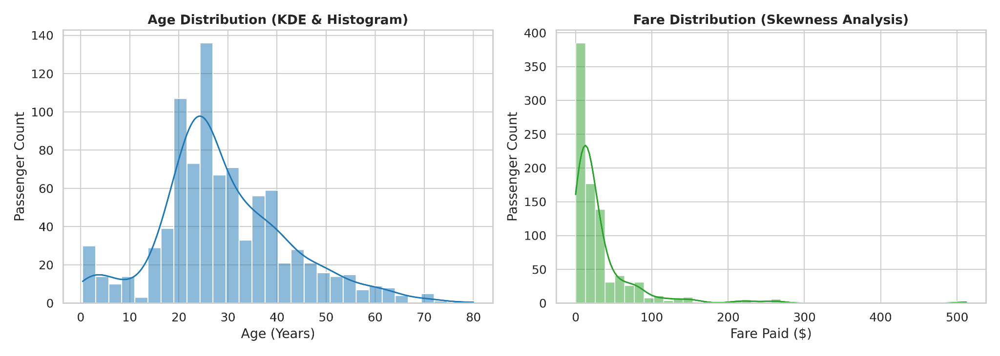 Age Distribution (KDE & Histogram)
140
120
100
80
60
40
20
0
Passenger Count
0 10 20 30 40 50 60 70 80
Age (Years)
Fare Distribution (Skewness Analysis)
400
350
300
250
200
150
100
50
0
Passenger Count
0 100 200 300 400 500
Fare Paid ($)